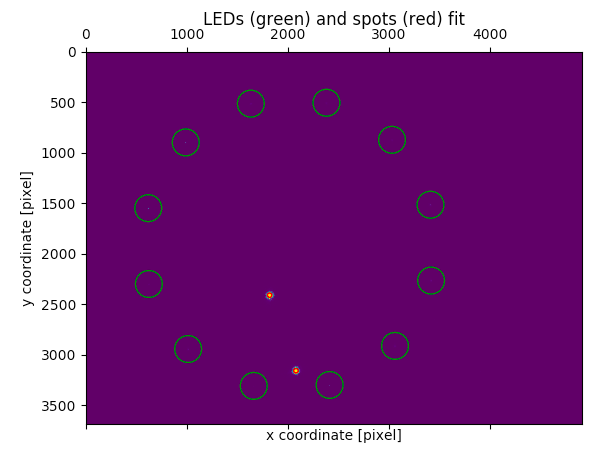 LEDs (green) and spots (red) fit
0 1000 2000 3000 4000
0
500
1000
1500
2000
2500
3000
3500
y coordinate [pixel]
x coordinate [pixel]